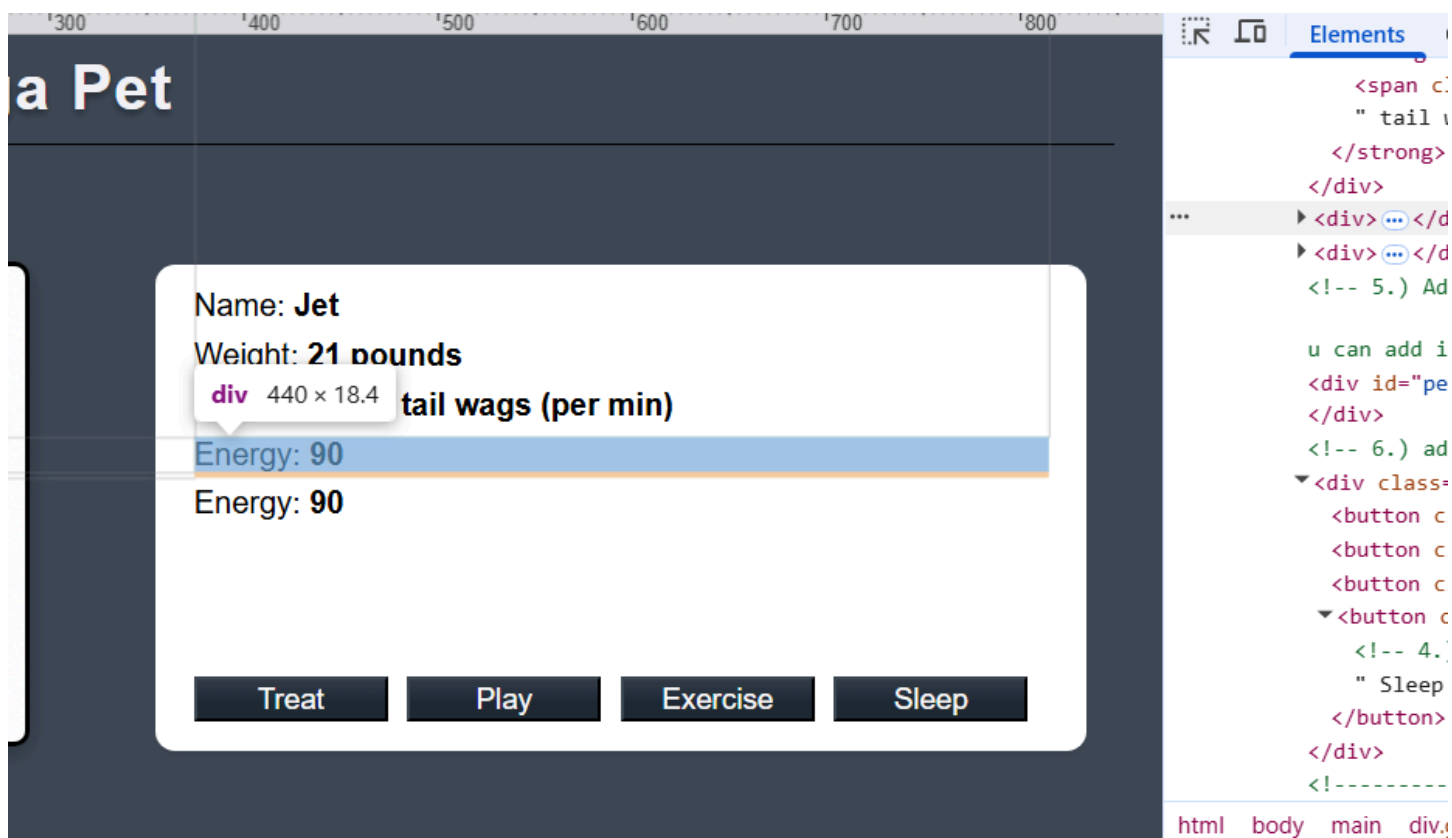 300 400 500 600 700 800
Elements
a Pet
<span cl
" tail w
</strong>
</div>
<div> ••• </d
<div> ••• </d
<!-- 5.) Ad
u can add i
<div id="pe
</div>
<!-- 6.) ad
<div class=
<button c
<button c
<button c
<button c
<!-- 4.)
" Sleep
</button>
</div>
<!---------
html body main div.
Name: Jet
Weight: 21 pounds
div 440 × 18.4
tail wags (per min)
Energy: 90
Energy: 90
Treat Play Exercise Sleep